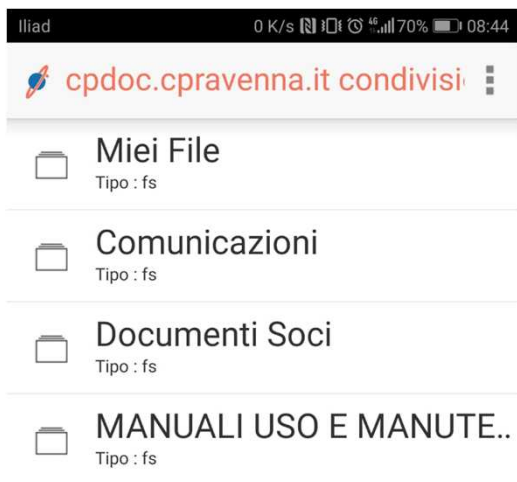 Iliad 0 K/s 4G 70% 08:44
cpdoc.cpravenna.it condivisi
Miei File
Tipo : fs
Comunicazioni
Tipo : fs
Documenti Soci
Tipo : fs
MANUALI USO E MANUTE..
Tipo : fs